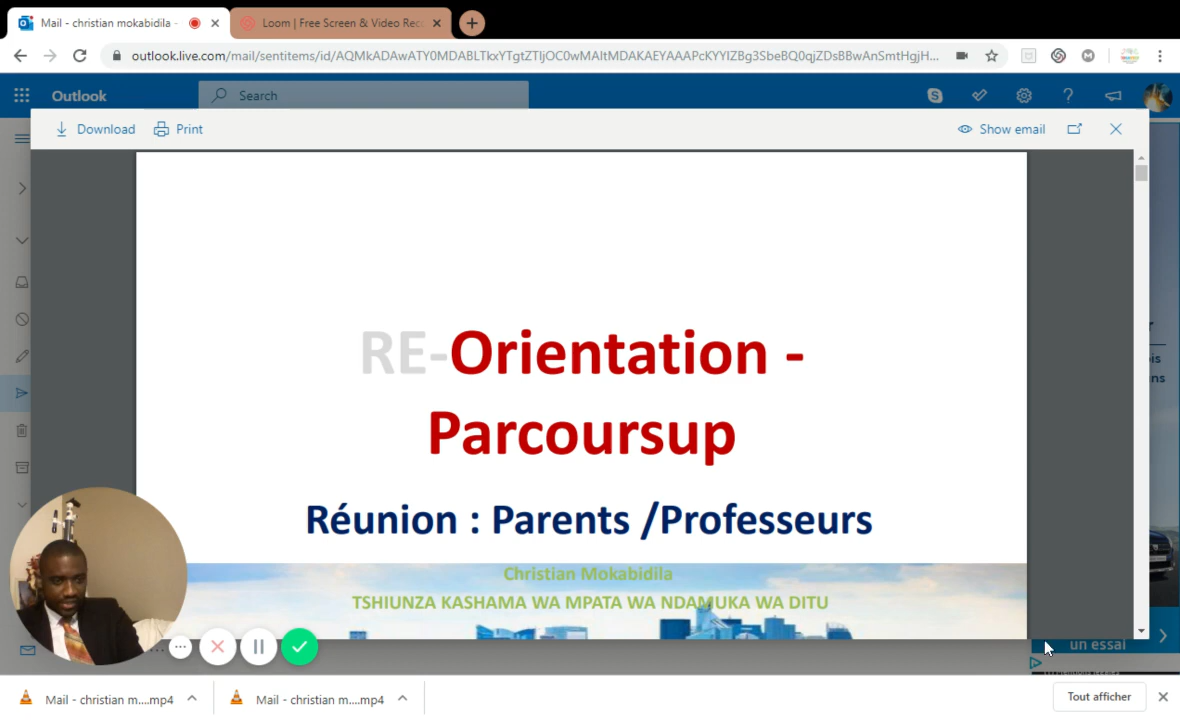 Mail - christian mokabidila -
Loom | Free Screen & Video Rec
outlook.live.com/mail/sentitems/id/AQMkADAwATY0MDABLTkxYTgtZTljOC0wMAItMDAKAEYAAAPcKYYIZBg3SbeBQ0qjZDsBBwAnSmtHgjH...
Outlook
Search
Download
Print
Show email
RE-Orientation -
Parcoursup
Réunion : Parents /Professeurs
Christian Mokabidila
TSHIUNZA KASHAMA WA MPATA WA NDAMUKA WA DITU
un essai
Mail - christian m....mp4
Mail - christian m....mp4
Tout afficher